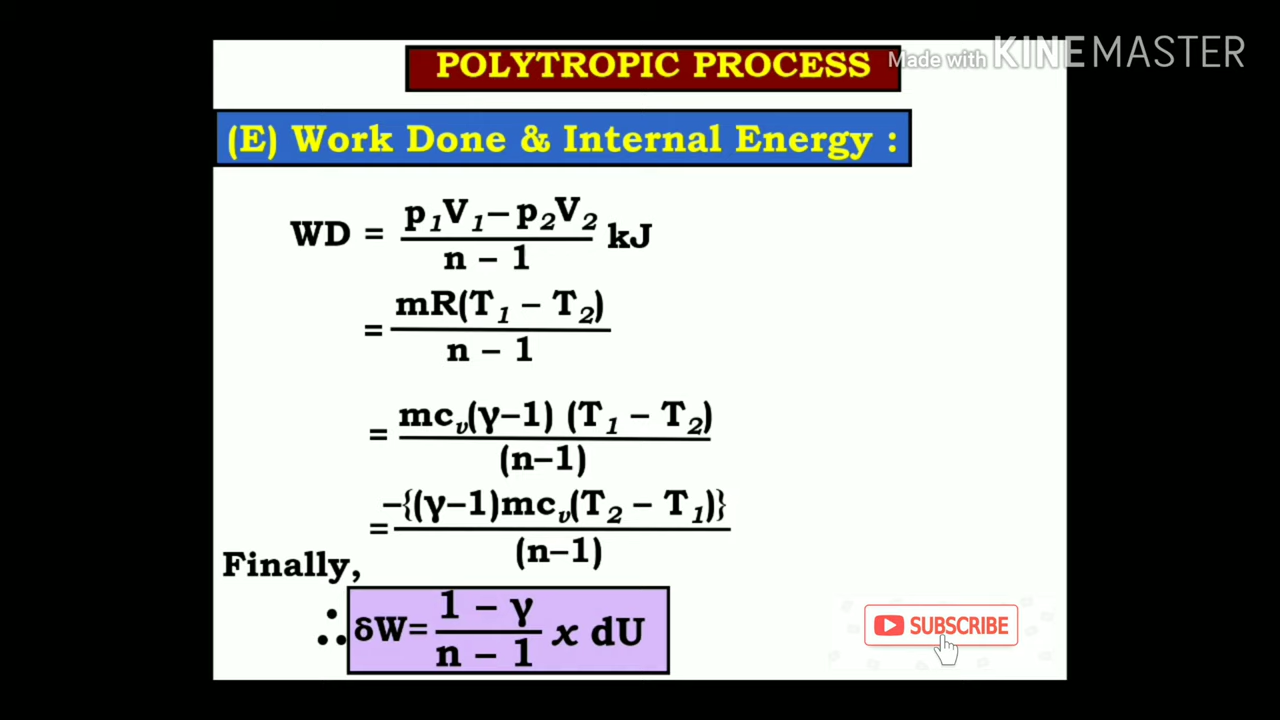 Made with KINEMASTER
POLYTROPIC PROCESS
(E) Work Done & Internal Energy :
WD = p₁V₁ – p₂V₂ / n – 1 kJ
= mR(T₁ – T₂) / n – 1
= mcᵥ(γ–1) (T₁ – T₂) / (n–1)
= –{(γ–1)mcᵥ(T₂ – T₁)} / (n–1)
Finally,
∴ δW= 1 – γ / n – 1 x dU
SUBSCRIBE